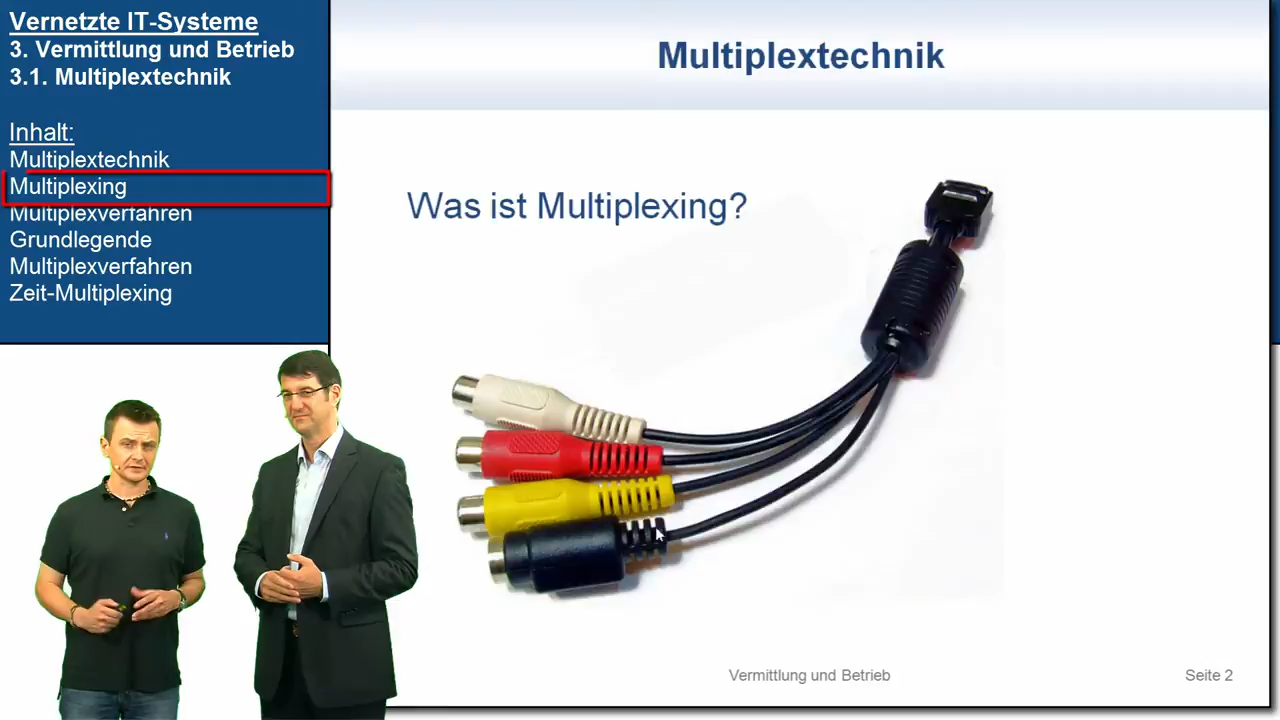 Vernetzte IT-Systeme
3. Vermittlung und Betrieb
3.1. Multiplextechnik
Inhalt:
Multiplextechnik
Multiplexing
Multiplexverfahren
Grundlegende
Multiplexverfahren
Zeit-Multiplexing
Multiplextechnik
Was ist Multiplexing?
Vermittlung und Betrieb
Seite 2